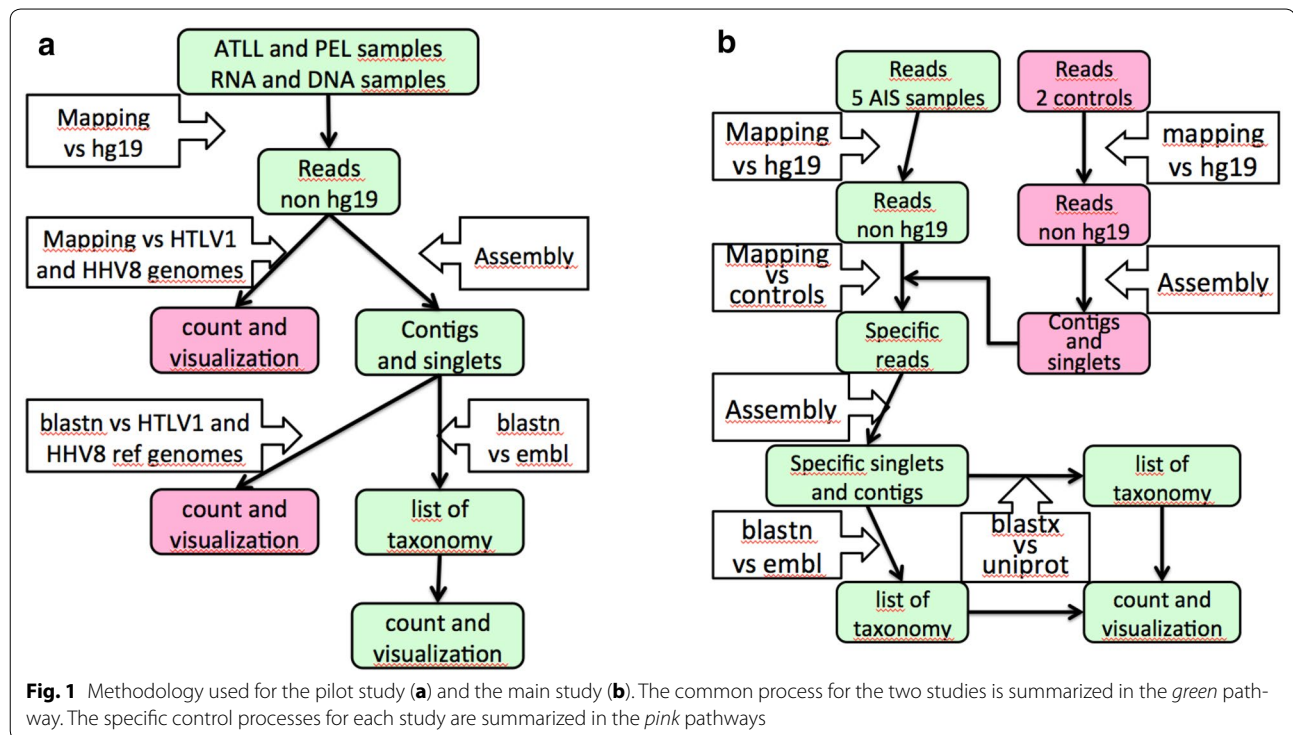 a
ATLL and PEL samples
RNA and DNA samples
Mapping
vs hg19
Reads
non hg19
Mapping vs HTLV1
and HHV8 genomes
Assembly
count and
visualization
Contigs
and singlets
blastn vs HTLV1 and
HHV8 ref genomes
blastn
vs embl
count and
visualization
list of
taxonomy
count and
visualization
b
Reads
5 AIS samples
Reads
2 controls
Mapping
vs hg19
mapping
vs hg19
Reads
non hg19
Reads
non hg19
Mapping
vs
controls
Assembly
Specific
reads
Contigs
and
singlets
Assembly
Specific singlets
and contigs
list of
taxonomy
blastn
vs embl
blastx
vs
uniprot
list of
taxonomy
count and
visualization
Fig. 1 Methodology used for the pilot study (a) and the main study (b). The common process for the two studies is summarized in the green path-
way. The specific control processes for each study are summarized in the pink pathways